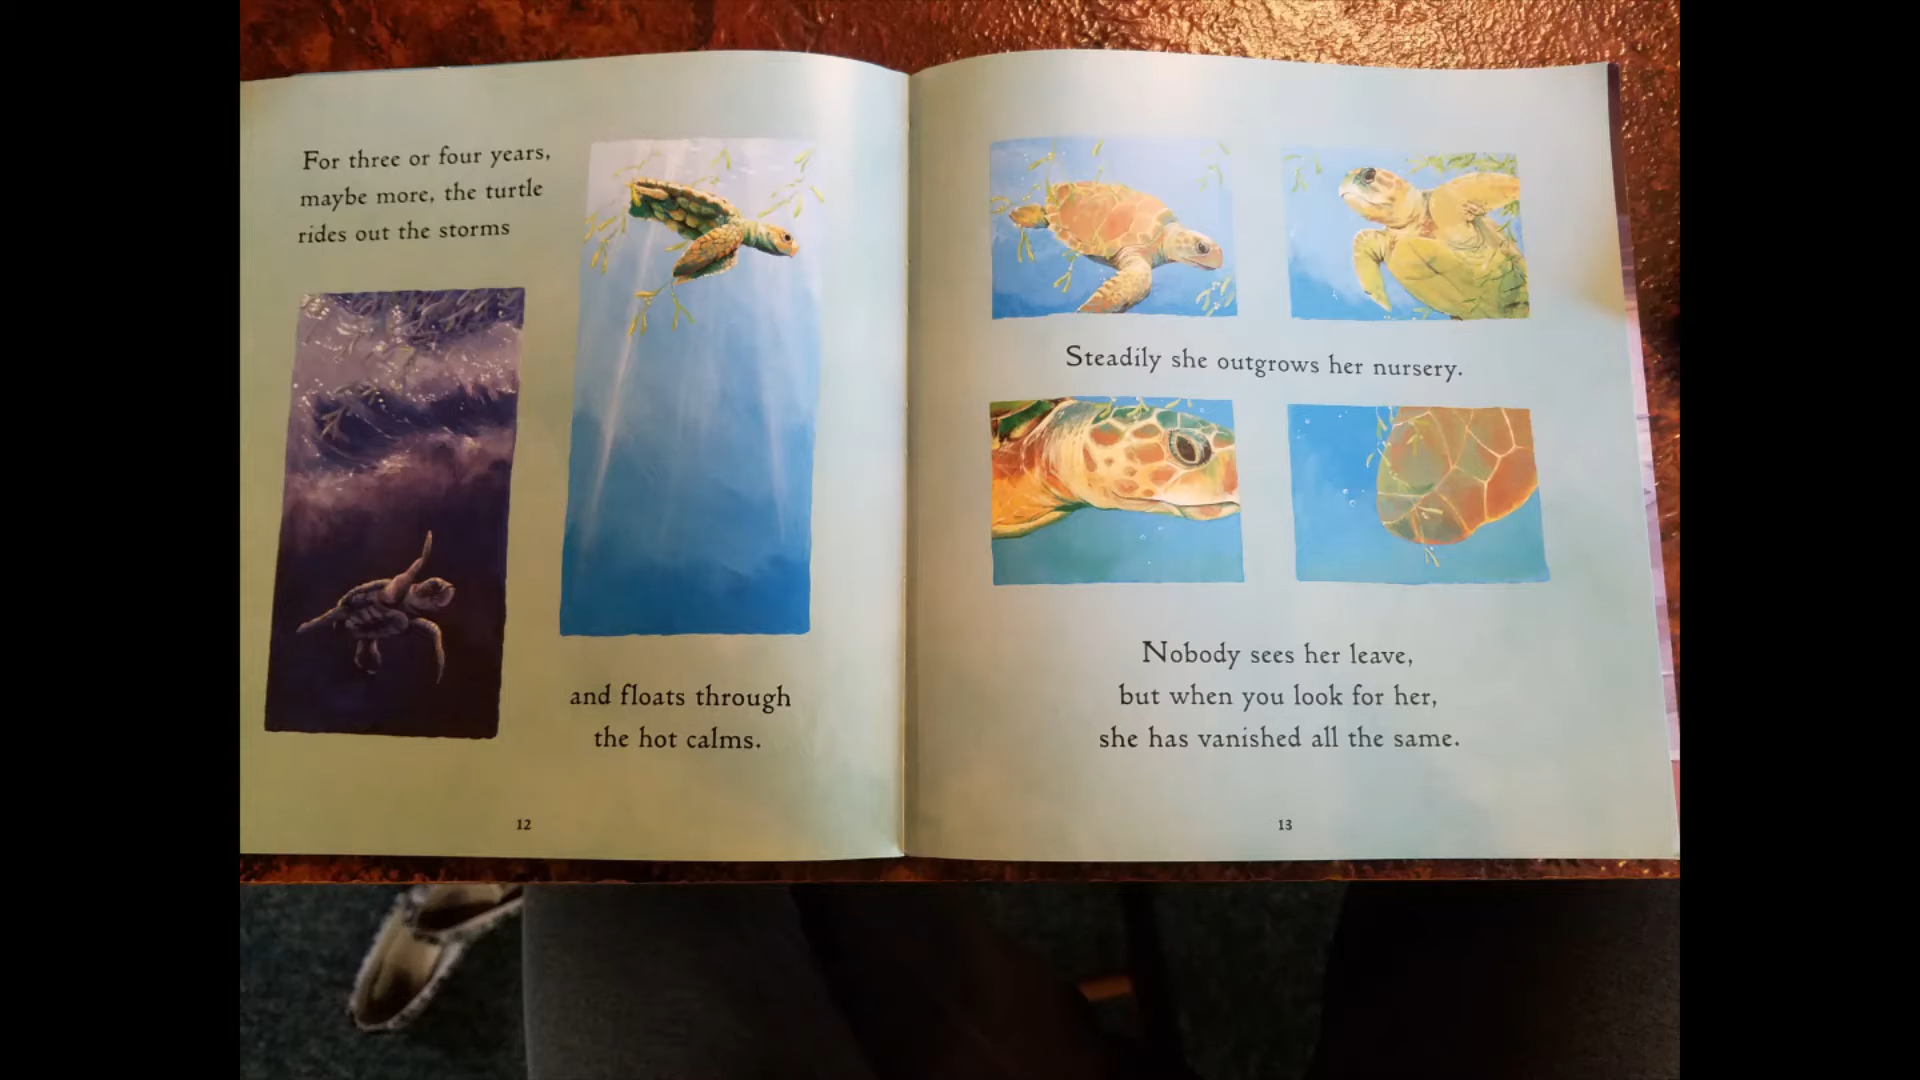 For three or four years,
maybe more, the turtle
rides out the storms
and floats through
the hot calms.
12
Steadily she outgrows her nursery.
Nobody sees her leave,
but when you look for her,
she has vanished all the same.
13